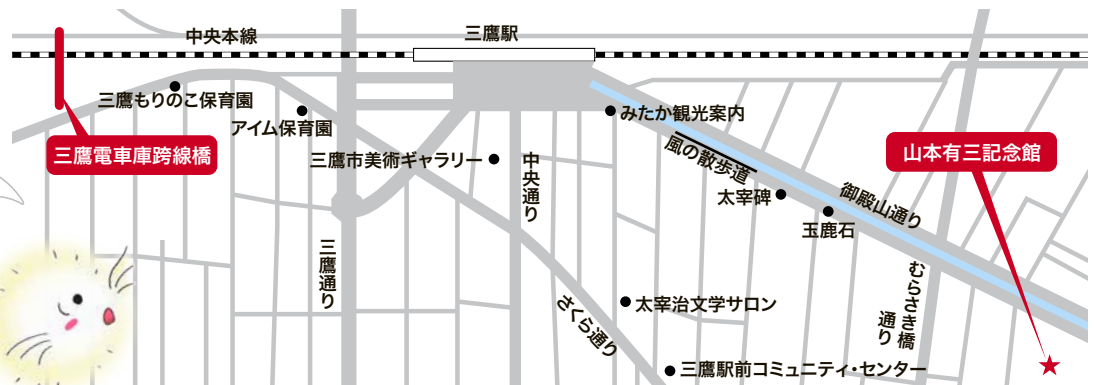 中央本線
三鷹駅
三鷹もりのこ保育園
アイム保育園
みたか観光案内
三鷹電車庫跨線橋
三鷹市美術ギャラリー
中央通り
風の散歩道
山本有三記念館
太宰碑
御殿山通り
玉鹿石
三鷹通り
むらさき橋
通り
さくら通り
太宰治文学サロン
三鷹駅前コミュニティ・センター